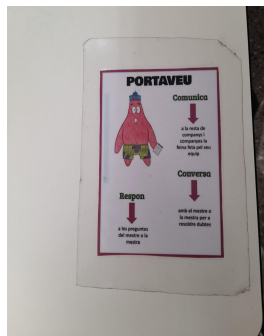 PORTAVEU
Comunica
a la resta de
companys i
companyes la
feina feta pel seu
equip
Conversa
amb el mestre o
la mestra per a
resoldre dubtes
Respon
a les preguntes
del mestre o la
mestra